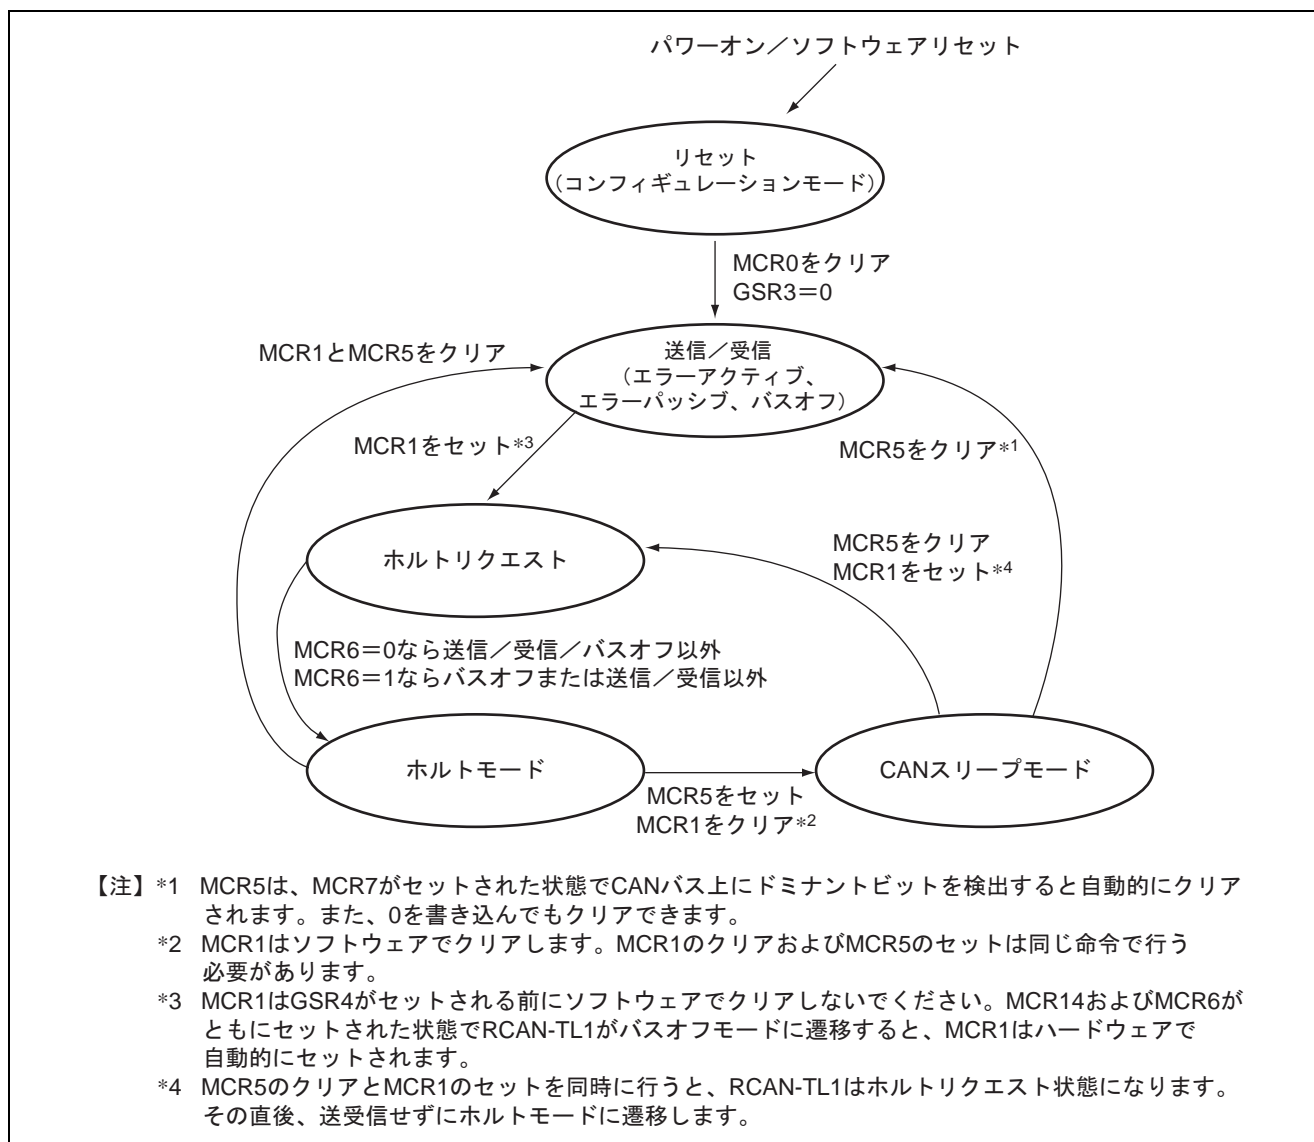 パワーオン／ソフトウェアリセット
リセット
（コンフィギュレーションモード）
MCR0をクリア
GSR3＝0
MCR1とMCR5をクリア
送信／受信
（エラーアクティブ、
エラーパッシブ、バスオフ）
MCR1をセット*3
MCR5をクリア*1
ホルトリクエスト
MCR5をクリア
MCR1をセット*4
MCR6＝0なら送信／受信／バスオフ以外
MCR6＝1ならバスオフまたは送信／受信以外
ホルトモード
CANスリープモード
MCR5をセット
MCR1をクリア*2
【注】*1 MCR5は、MCR7がセットされた状態でCANバス上にドミナントビットを検出すると自動的にクリア
されます。また、0を書き込んでもクリアできます。
*2 MCR1はソフトウェアでクリアします。MCR1のクリアおよびMCR5のセットは同じ命令で行う
必要があります。
*3 MCR1はGSR4がセットされる前にソフトウェアでクリアしないでください。MCR14およびMCR6が
ともにセットされた状態でRCAN-TL1がバスオフモードに遷移すると、MCR1はハードウェアで
自動的にセットされます。
*4 MCR5のクリアとMCR1のセットを同時に行うと、RCAN-TL1はホルトリクエスト状態になります。
その直後、送受信せずにホルトモードに遷移します。